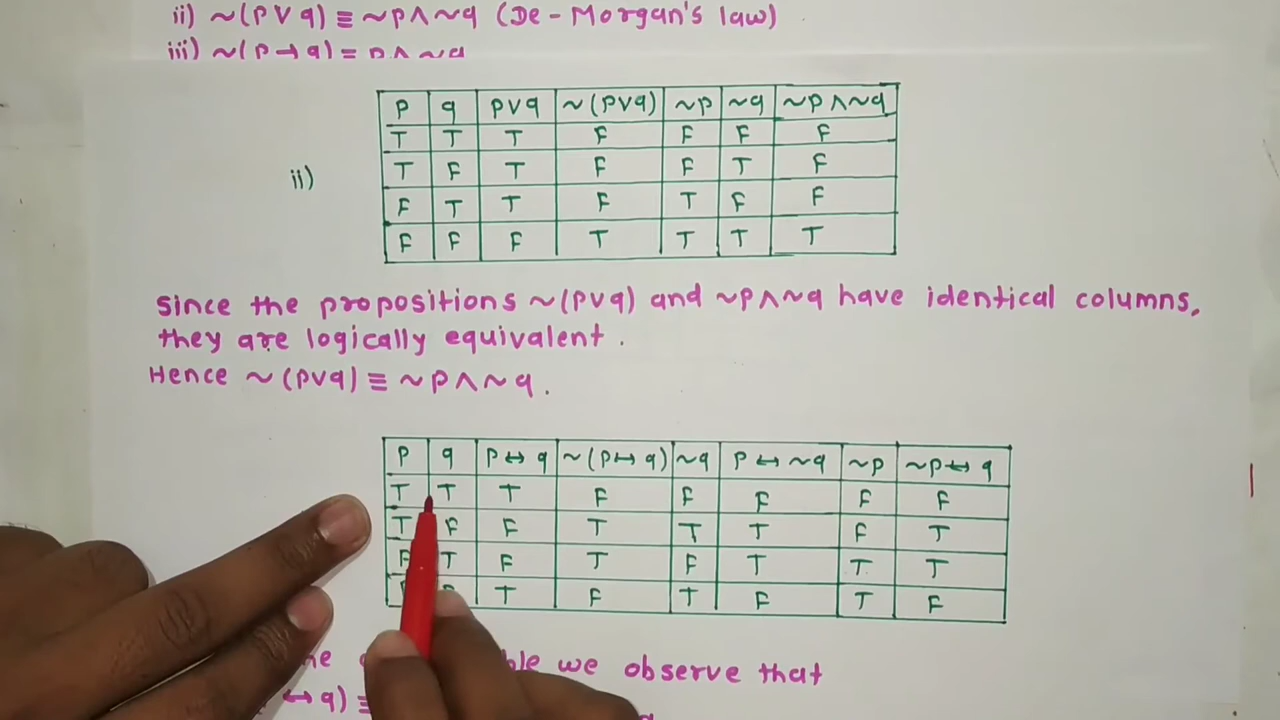 ii) ~(p∨q) ≡ ~p∧~q (De-Morgan's law)
iii) ~(p→q) ≡ p∧~q
ii)
p q p∨q ~(p∨q) ~p ~q ~p∧~q
T T T F F F F
T F T F F T F
F T T F T F F
F F F T T T T
Since the propositions ~(p∨q) and ~p∧~q have identical columns,
they are logically equivalent.
Hence ~(p∨q) ≡ ~p∧~q.
p q p↔q ~(p↔q) ~q p↔~q ~p ~p↔q
T T T F F F F F
T F F T T T F T
F T F T F T T T
T F T F T F
we observe that
↔q) ≡